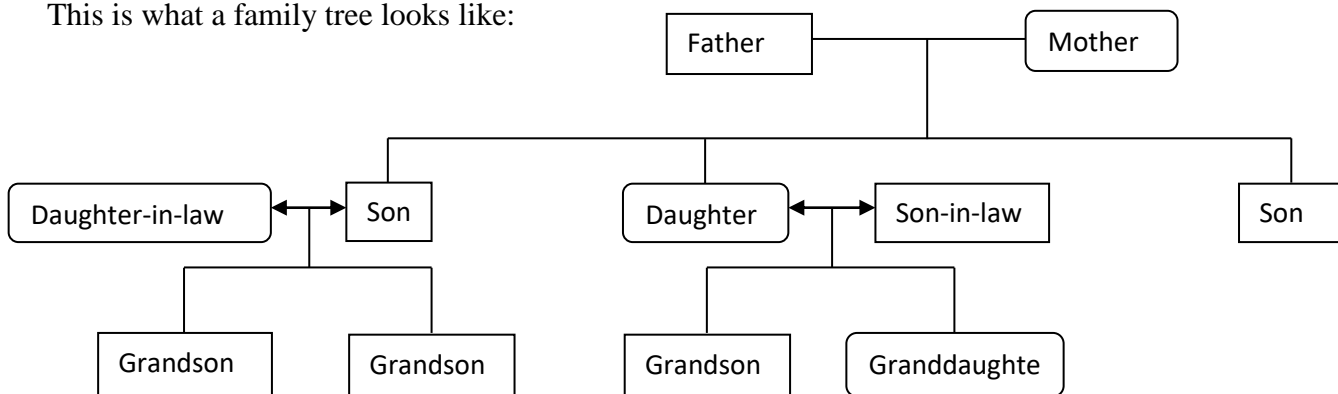 This is what a family tree looks like:
Father
Mother
Daughter-in-law
Son
Daughter
Son-in-law
Son
Grandson
Grandson
Grandson
Granddaughte